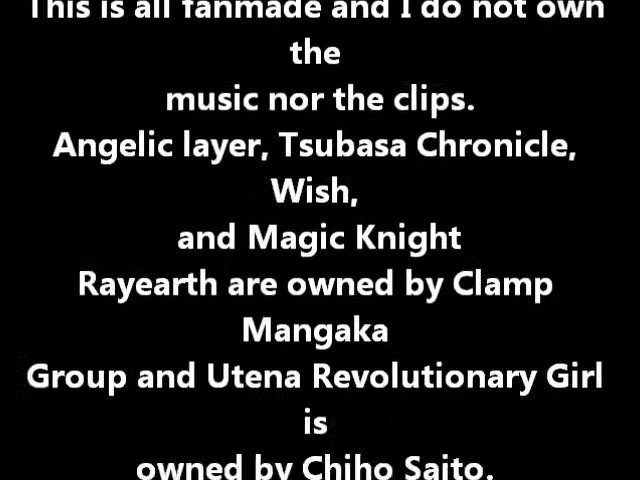 This is all fanmade and I do not own
the
music nor the clips.
Angelic layer, Tsubasa Chronicle,
Wish,
and Magic Knight
Rayearth are owned by Clamp
Mangaka
Group and Utena Revolutionary Girl
is
owned by Chiho Saito.